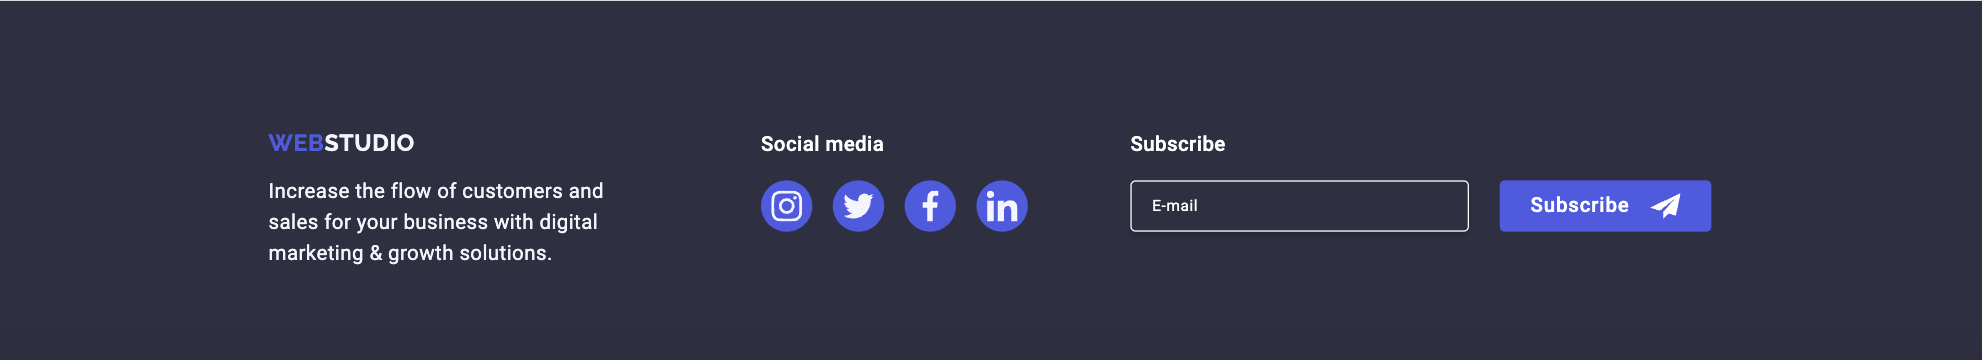 WEBSTUDIO
Increase the flow of customers and
sales for your business with digital
marketing & growth solutions.
Social media
in
Subscribe
E-mail
Subscribe